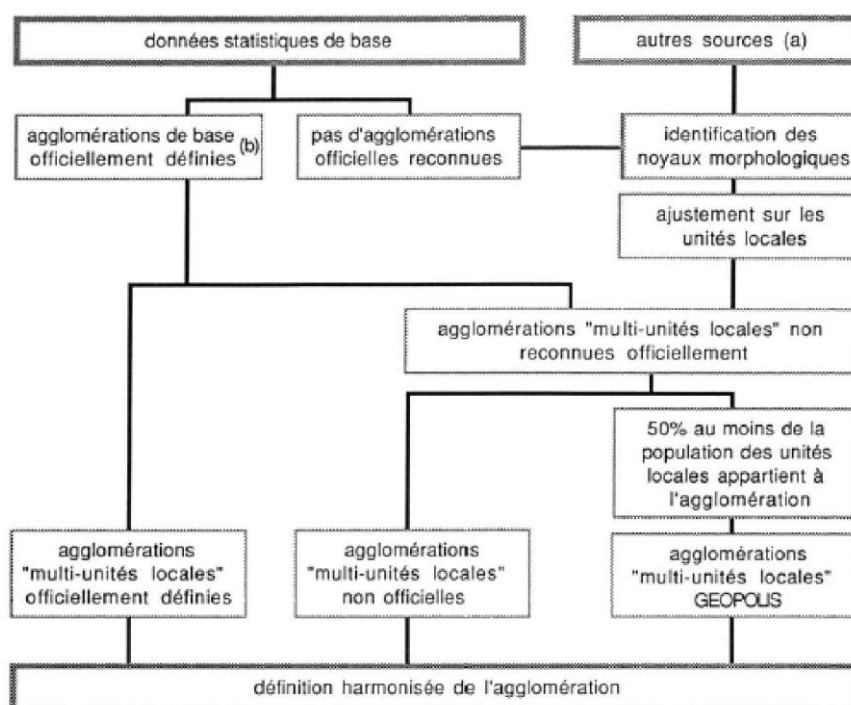 données statistiques de base
autres sources (a)
agglomérations de base (b)
officiellement définies
pas d'agglomérations
officielles reconnues
identification des
noyaux morphologiques
ajustement sur les
unités locales
agglomérations "multi-unités locales" non
reconnues officiellement
50% au moins de la
population des unités
locales appartient à
l'agglomération
agglomérations
"multi-unités locales"
officiellement définies
agglomérations
"multi-unités locales"
non officielles
agglomérations
"multi-unités locales"
GEOPOLIS
définition harmonisée de l'agglomération